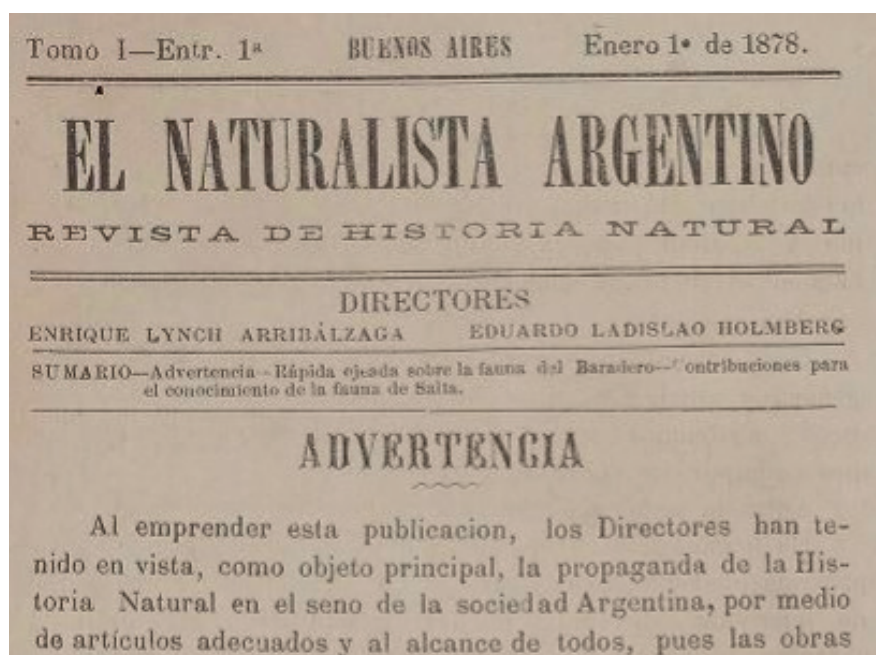 Tomo I—Entr. 1ª BUENOS AIRES Enero 1º de 1878.
EL NATURALISTA ARGENTINO
REVISTA DE HISTORIA NATURAL
DIRECTORES
ENRIQUE LYNCH ARRIBÁLZAGA EDUARDO LADISLAO HOLMBERG
SUMARIO—Advertencia—Rápida ojeada sobre la fauna del Baradero—Contribuciones para
el conocimiento de la fauna de Salta.
ADVERTENCIA
Al emprender esta publicacion, los Directores han te-
nido en vista, como objeto principal, la propaganda de la His-
toria Natural en el seno de la sociedad Argentina, por medio
de artículos adecuados y al alcance de todos, pues las obras